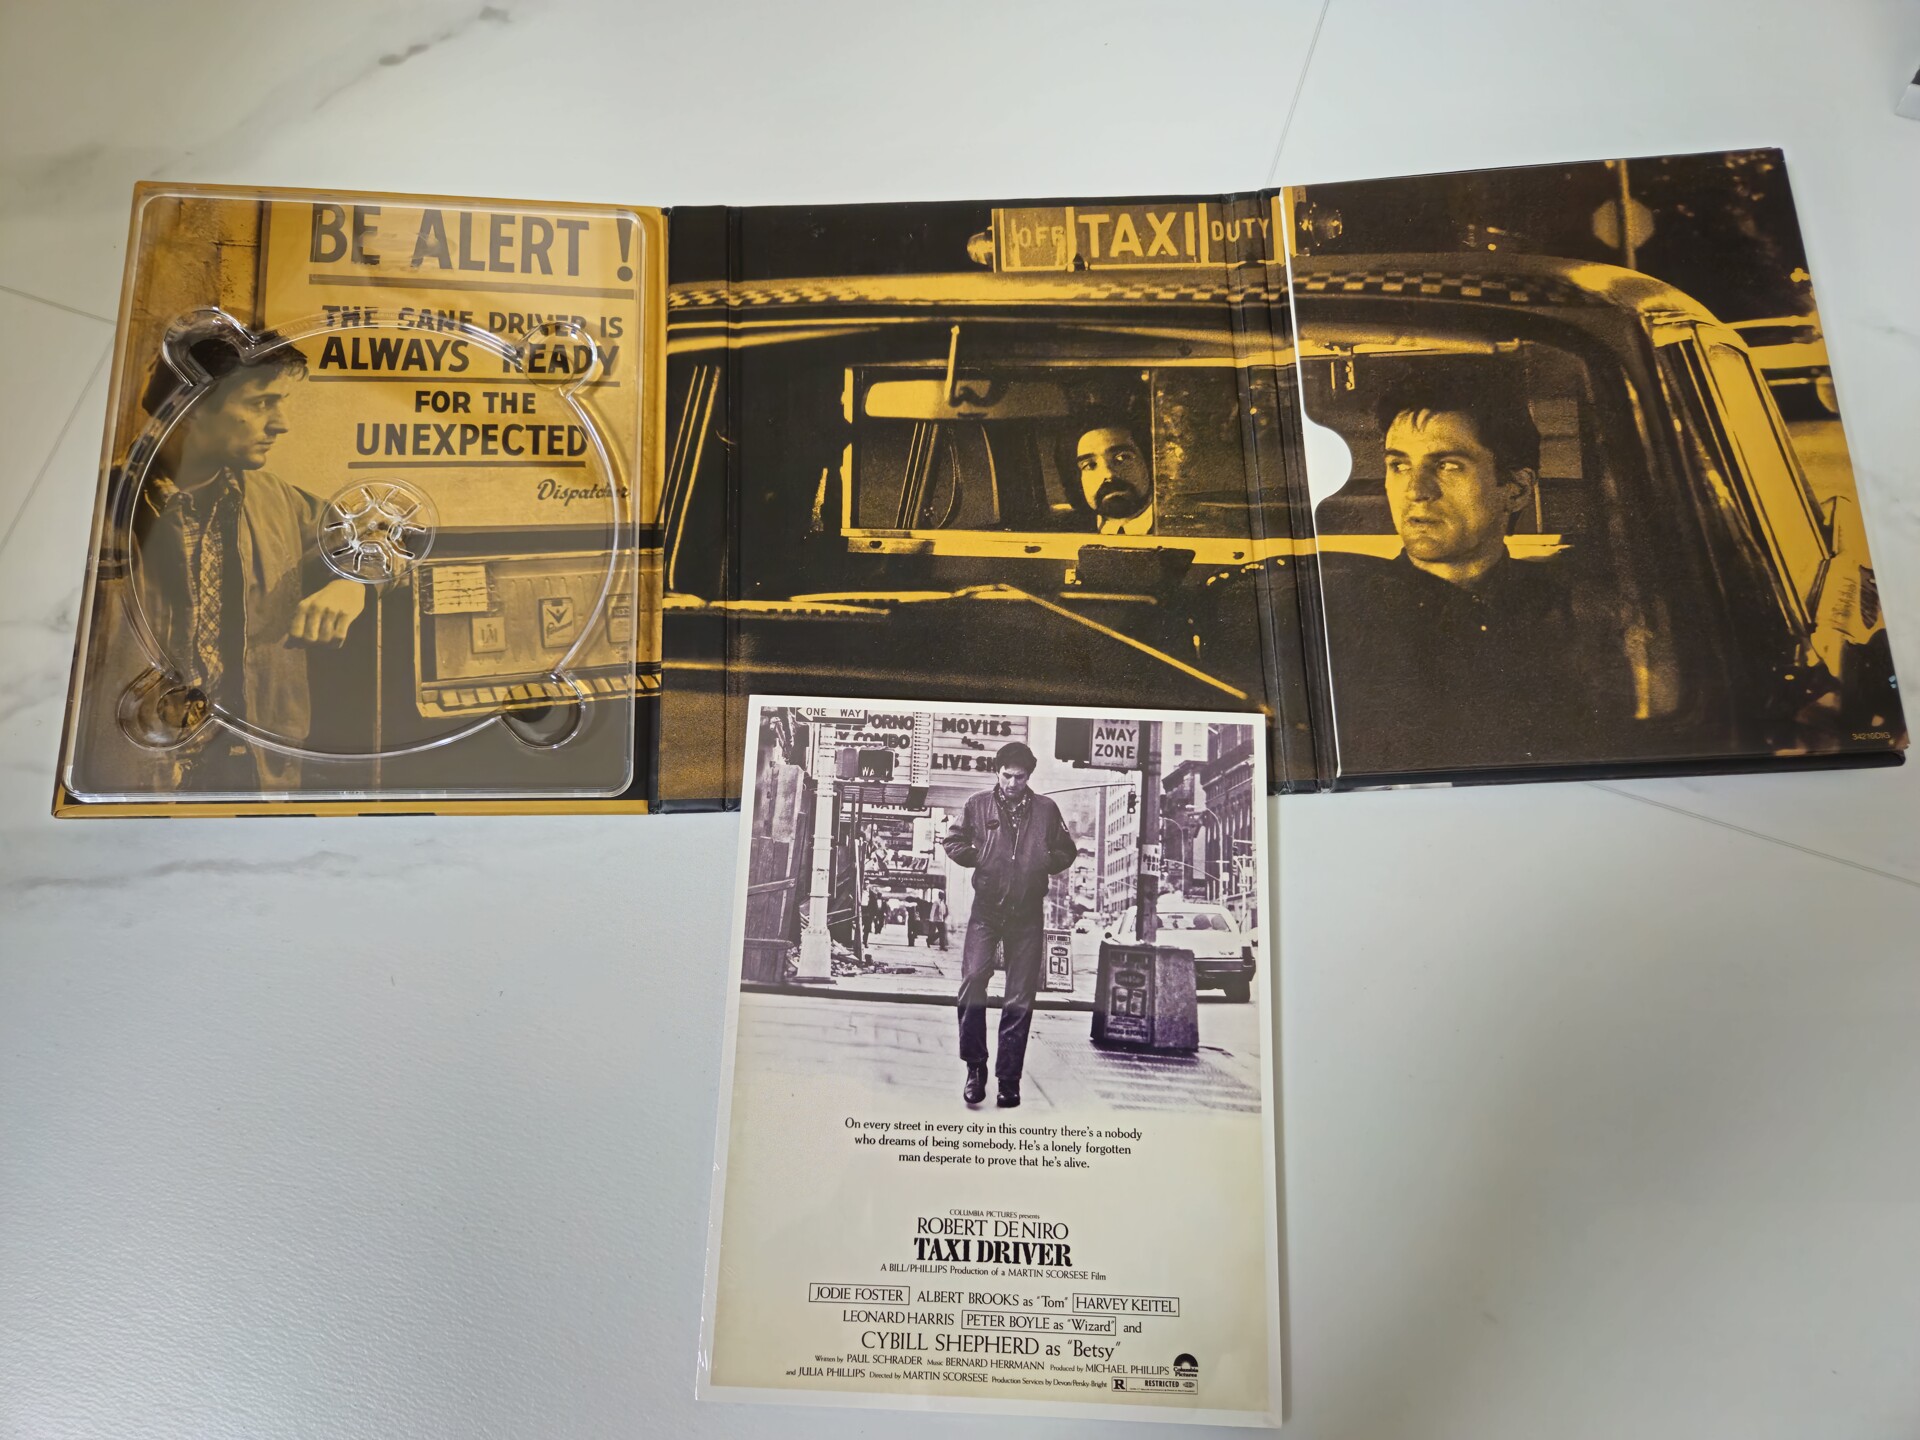 BE ALERT!
THE SANE DRIVER IS
ALWAYS READY
FOR THE
UNEXPECTED
Dispatcher
OFF TAXI DUTY
34210DIG
ONE WAY
PORNO
COMBO
MOVIES
LIVE
AWAY
ZONE
On every street in every city in this country there's a nobody
who dreams of being somebody. He's a lonely forgotten
man desperate to prove that he's alive.
COLUMBIA PICTURES presents
ROBERT DE NIRO
TAXI DRIVER
A BILL/PHILLIPS Production of a MARTIN SCORSESE Film
JODIE FOSTER ALBERT BROOKS as "Tom" HARVEY KEITEL
LEONARD HARRIS PETER BOYLE as "Wizard" and
CYBILL SHEPHERD as "Betsy"
Written by PAUL SCHRADER Music BERNARD HERRMANN Produced by MICHAEL PHILLIPS
and JULIA PHILLIPS Directed by MARTIN SCORSESE Production Services by Devon/Persky-Bright
Columbia
Pictures
R RESTRICTED